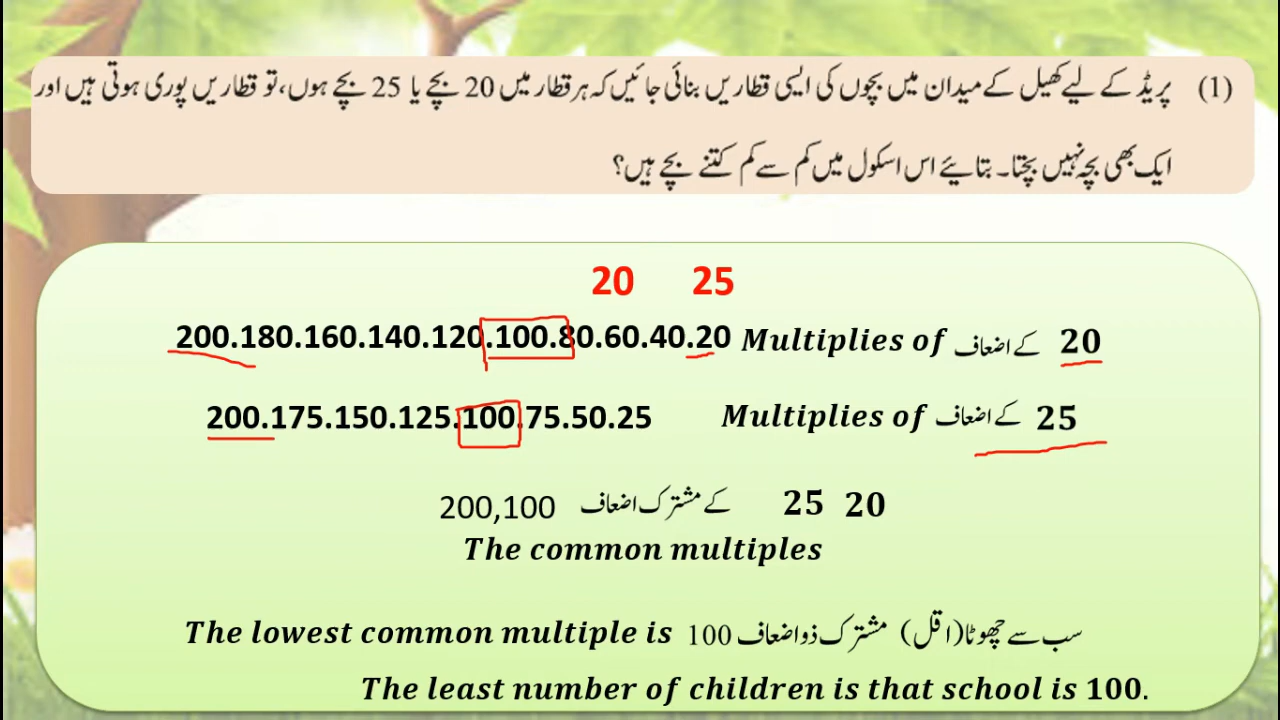 (1) پریڈ کے لیے کھیل کے میدان میں بچوں کی ایسی قطاریں بنائی جائیں کہ ہر قطار میں 20 بچے یا 25 بچے ہوں، تو قطاریں پوری ہوتی ہیں اور
ایک بھی بچہ نہیں بچتا۔ بتایئے اس اسکول میں کم سے کم کتنے بچے ہیں؟
20 25
200.180.160.140.120.100.80.60.40.20 Multiplies of کے اضعاف 20
200.175.150.125.100.75.50.25 Multiplies of کے اضعاف 25
200,100 کے مشترک اضعاف 25 20
The common multiples
The lowest common multiple is 100 سب سے چھوٹا(اقل) مشترک ذو اضعاف
The least number of children is that school is 100.